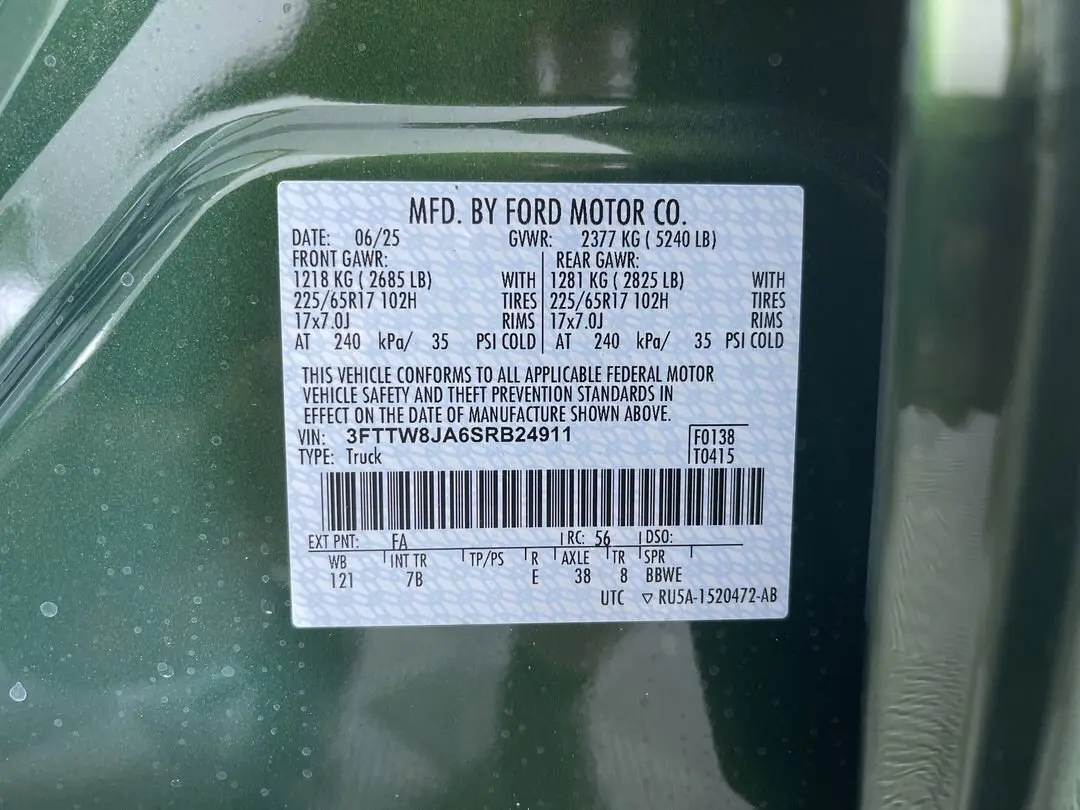 MFD. BY FORD MOTOR CO.
DATE: 06/25 GVWR: 2377 KG ( 5240 LB)
FRONT GAWR: REAR GAWR:
1218 KG ( 2685 LB) WITH 1281 KG ( 2825 LB) WITH
225/65R17 102H TIRES 225/65R17 102H TIRES
17x7.0J RIMS 17x7.0J RIMS
AT 240 kPa/ 35 PSI COLD AT 240 kPa/ 35 PSI COLD
THIS VEHICLE CONFORMS TO ALL APPLICABLE FEDERAL MOTOR
VEHICLE SAFETY AND THEFT PREVENTION STANDARDS IN
EFFECT ON THE DATE OF MANUFACTURE SHOWN ABOVE.
VIN: 3FTTW8JA6SRB24911 F0138
TYPE: Truck T0415
EXT PNT: FA RC: 56 DSO:
WB INT TR TP/PS R AXLE TR SPR
121 7B E 38 8 BBWE
UTC ▽ RU5A-1520472-AB